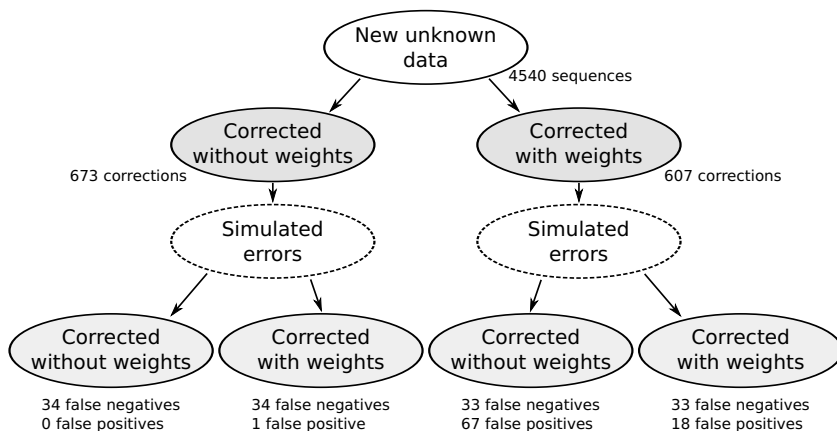 New unknown
data
4540 sequences
Corrected
without weights
Corrected
with weights
673 corrections
607 corrections
Simulated
errors
Simulated
errors
Corrected
without weights
Corrected
with weights
Corrected
without weights
Corrected
with weights
34 false negatives
0 false positives
34 false negatives
1 false positive
33 false negatives
67 false positives
33 false negatives
18 false positives